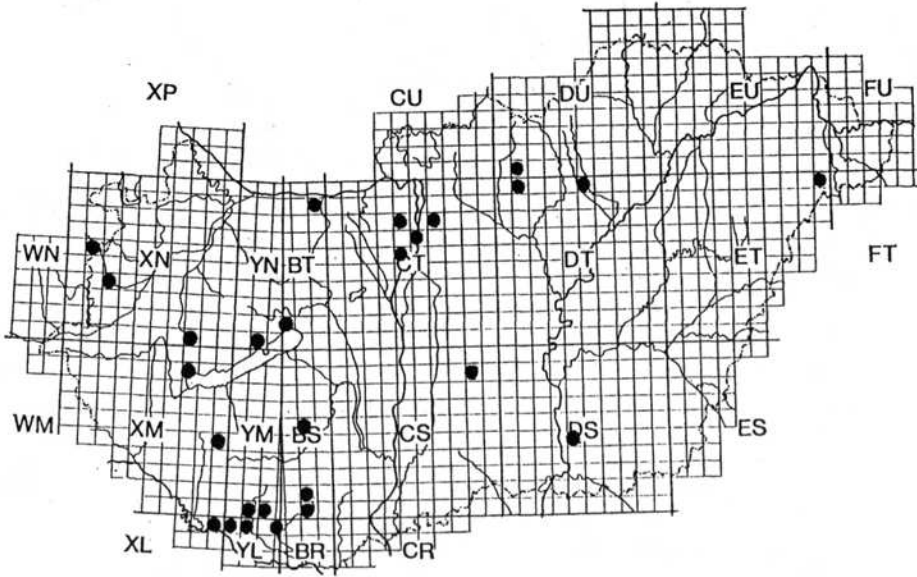 XP CU DU EU FU
WN XN YN BT CT DT ET FT
WM XM YM BS CS DS ES
XL YL BR CR